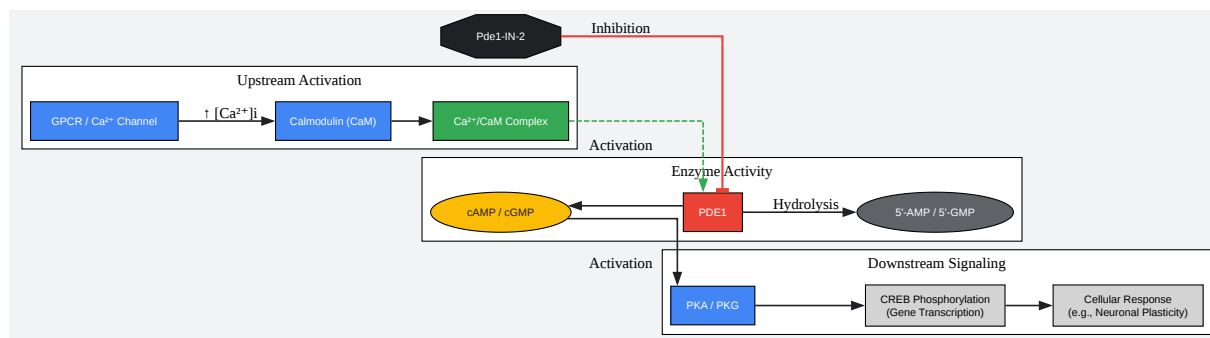 Pde1-IN-2
Inhibition
Upstream Activation
GPCR / Ca²⁺ Channel
↑ [Ca²⁺]i
Calmodulin (CaM)
Ca²⁺/CaM Complex
Activation
Enzyme Activity
cAMP / cGMP
PDE1
Hydrolysis
5'-AMP / 5'-GMP
Activation
Downstream Signaling
PKA / PKG
CREB Phosphorylation
(Gene Transcription)
Cellular Response
(e.g., Neuronal Plasticity)